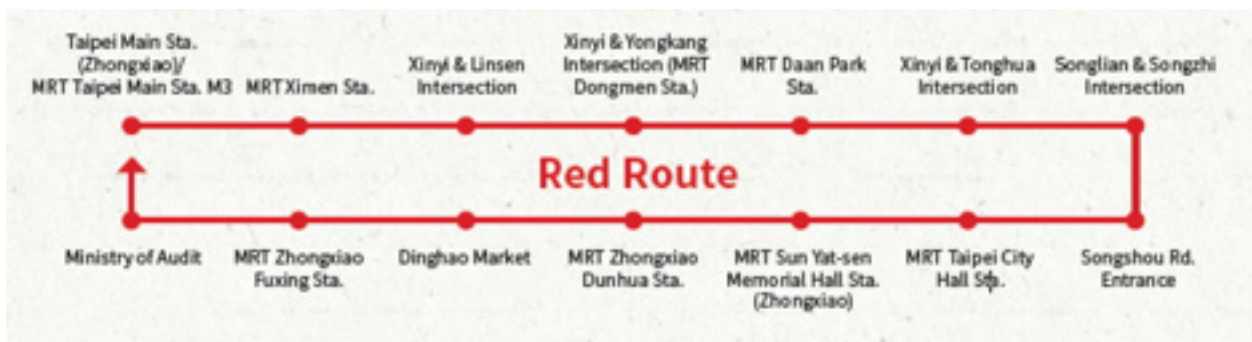 Taipei Main Sta.
(Zhongxiao)/
MRT Taipei Main Sta. M3
MRT Ximen Sta.
Xinyi & Linsen
Intersection
Xinyi & Yongkang
Intersection (MRT
Dongmen Sta.)
MRT Daan Park
Sta.
Xinyi & Tonghua
Intersection
Songlian & Songzhi
Intersection
Red Route
Ministry of Audit
MRT Zhongxiao
Fuxing Sta.
Dinghao Market
MRT Zhongxiao
Dunhua Sta.
MRT Sun Yat-sen
Memorial Hall Sta.
(Zhongxiao)
MRT Taipei City
Hall Sta.
Songshou Rd.
Entrance